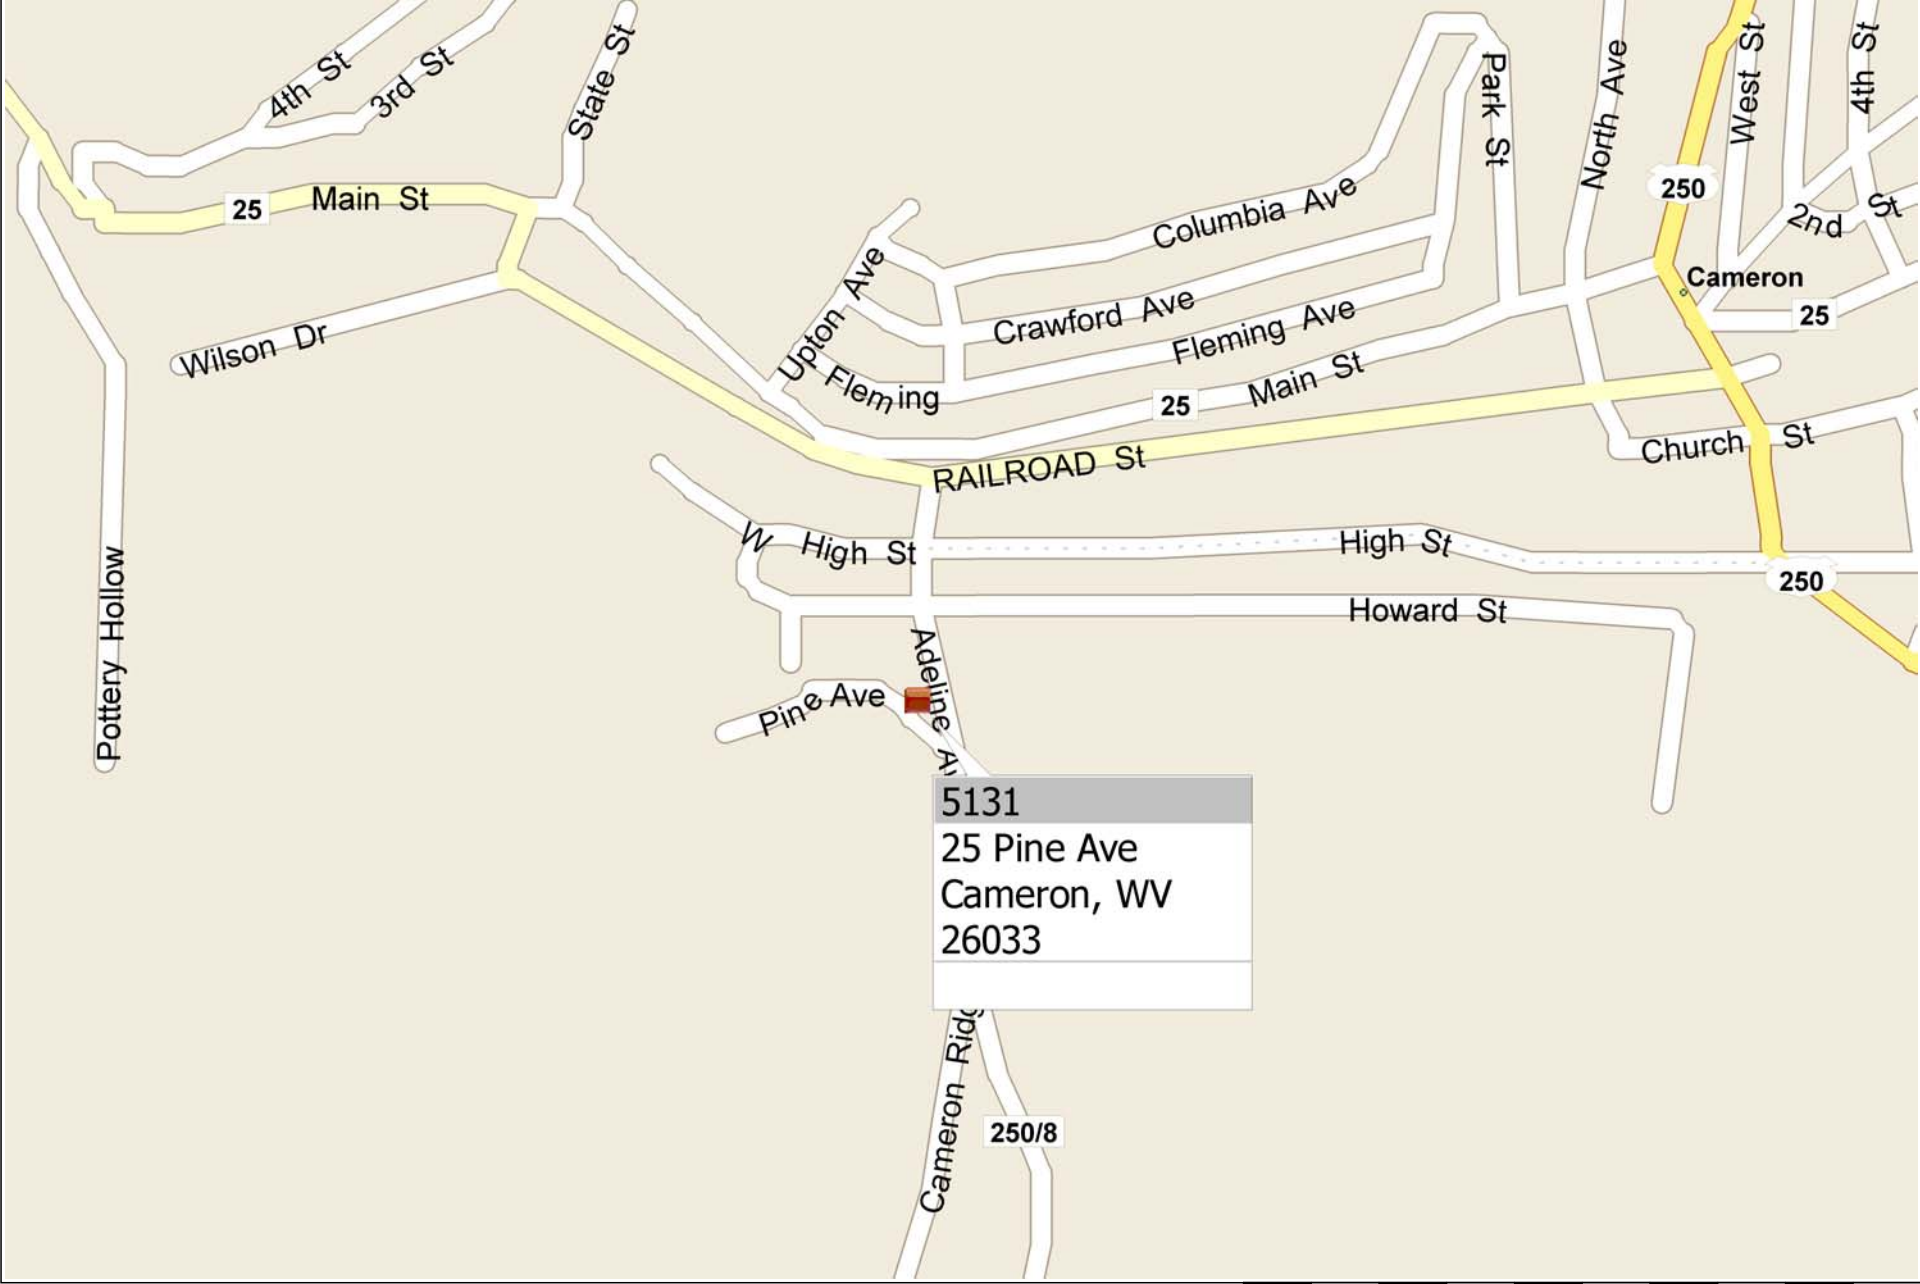 4th St
3rd St
State St
Park St
North Ave
West St
4th St
25
Main St
250
2nd St
Columbia Ave
Upton Ave
Cameron
Crawford Ave
25
Wilson Dr
Fleming Ave
Fleming
Main St
25
Church St
RAILROAD St
W High St
High St
250
Howard St
Pottery Hollow
Adeline
Pine Ave
5131
25 Pine Ave
Cameron, WV
26033
Cameron
250/8